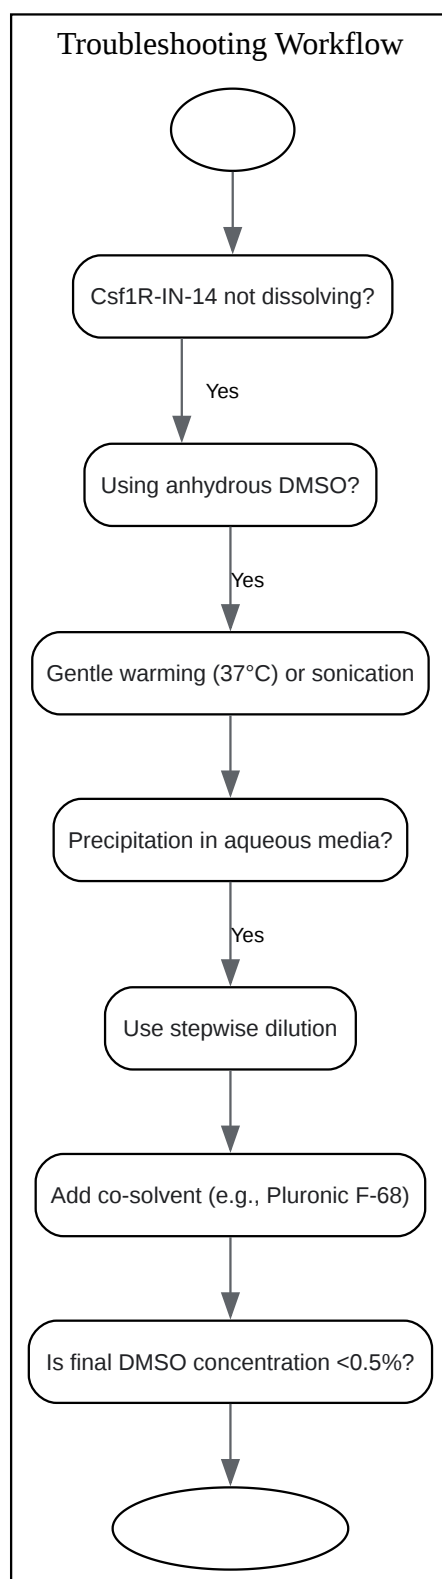 Troubleshooting Workflow
Csf1R-IN-14 not dissolving?
Yes
Using anhydrous DMSO?
Yes
Gentle warming (37°C) or sonication
Precipitation in aqueous media?
Yes
Use stepwise dilution
Add co-solvent (e.g., Pluronic F-68)
Is final DMSO concentration <0.5%?